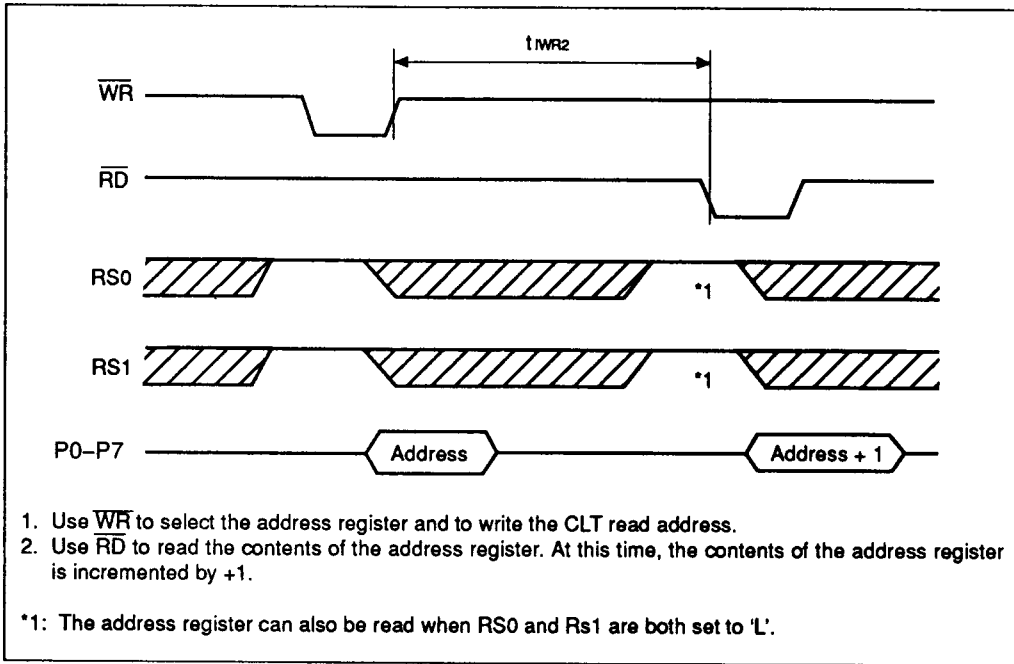 t IWR2
WR
RD
RS0
*1
RS1
*1
P0–P7
Address
Address + 1
1. Use WR to select the address register and to write the CLT read address.
2. Use RD to read the contents of the address register. At this time, the contents of the address register
is incremented by +1.
*1: The address register can also be read when RS0 and Rs1 are both set to 'L'.